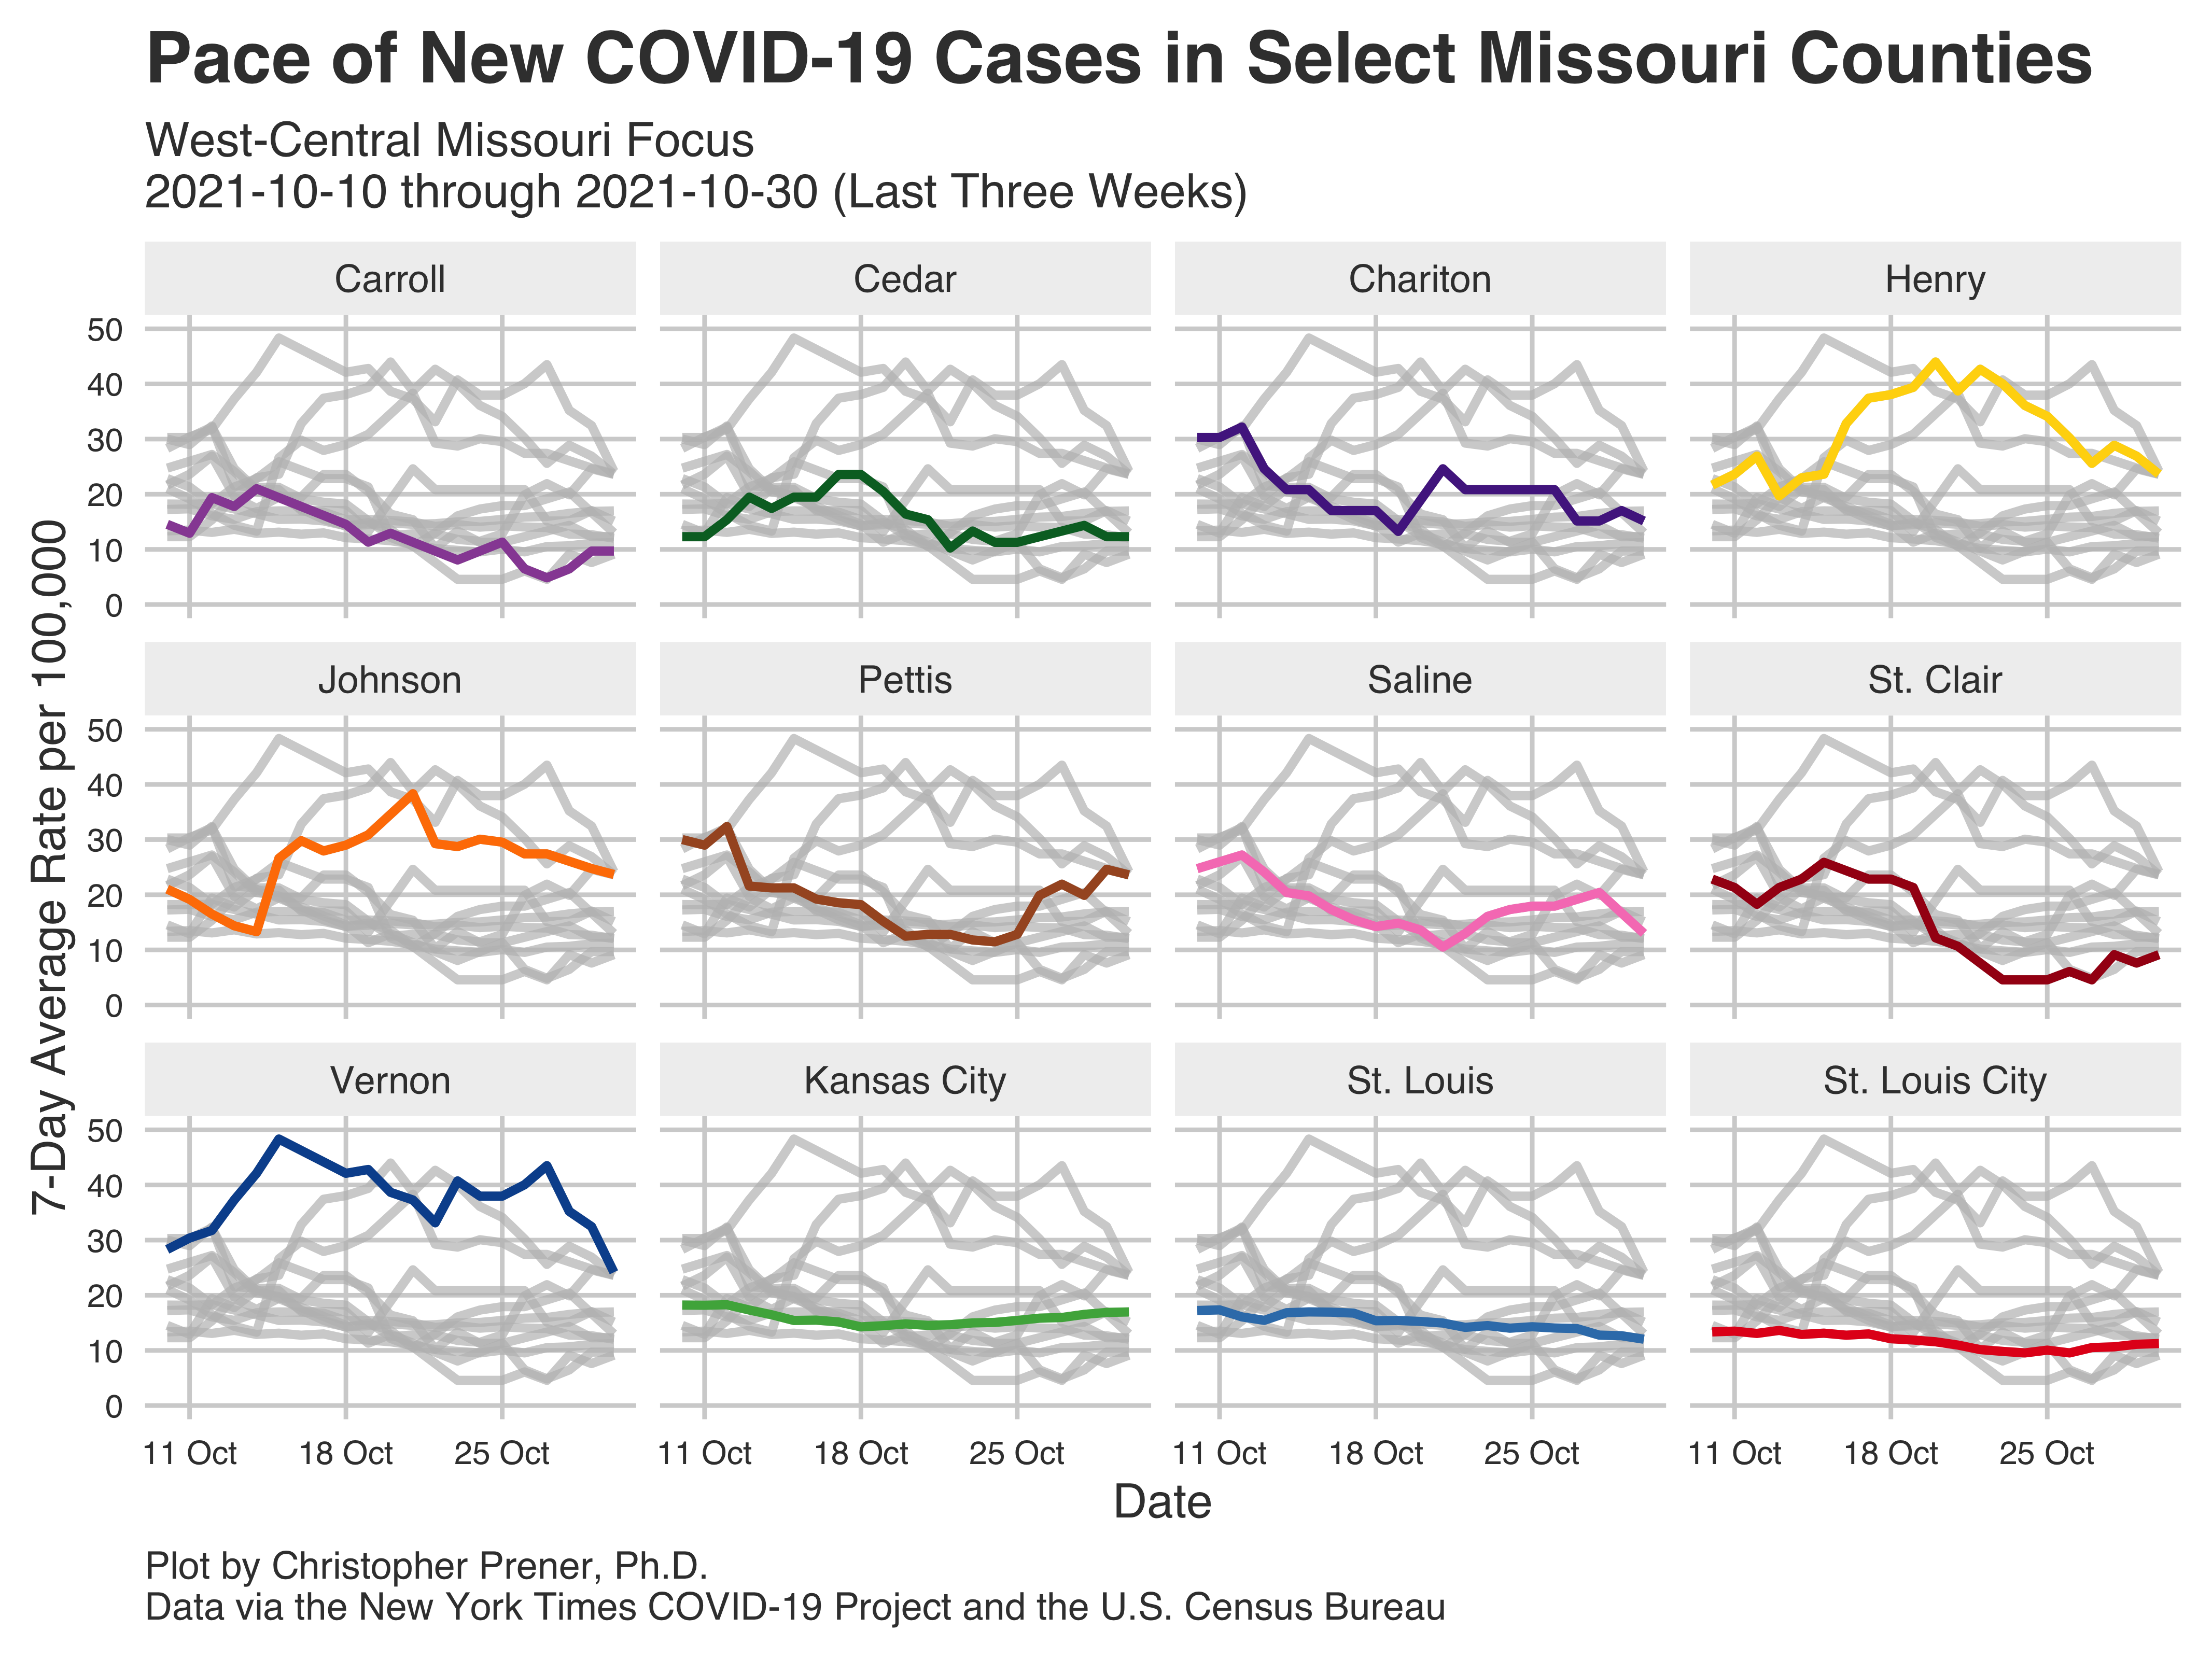 Pace of New COVID-19 Cases in Select Missouri Counties
West-Central Missouri Focus
2021-10-10 through 2021-10-30 (Last Three Weeks)
7-Day Average Rate per 100,000
Carroll Cedar Chariton Henry
50
40
30
20
10
0
Johnson Pettis Saline St. Clair
50
40
30
20
10
0
Vernon Kansas City St. Louis St. Louis City
50
40
30
20
10
0
11 Oct 18 Oct 25 Oct 11 Oct 18 Oct 25 Oct 11 Oct 18 Oct 25 Oct 11 Oct 18 Oct 25 Oct
Date
Plot by Christopher Prener, Ph.D.
Data via the New York Times COVID-19 Project and the U.S. Census Bureau